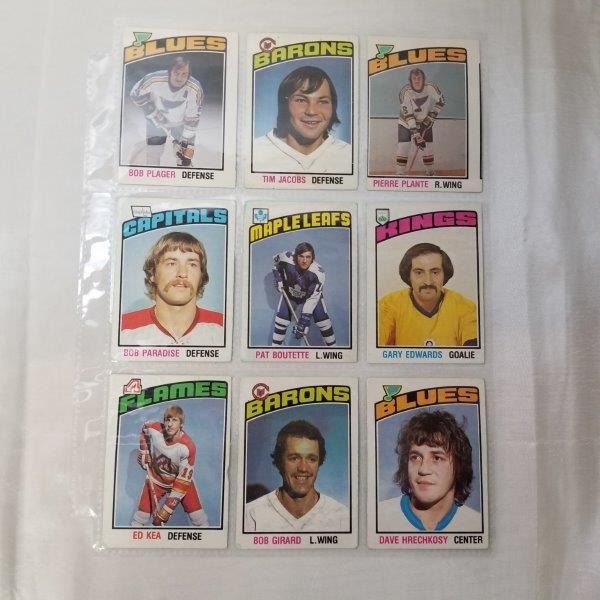 BLUES
BOB PLAGER DEFENSE
BARONS
TIM JACOBS DEFENSE
BLUES
PIERRE PLANTE R.WING
CAPITALS
BOB PARADISE DEFENSE
MAPLE LEAFS
PAT BOUTETTE L.WING
KINGS
GARY EDWARDS GOALIE
FLAMES
ED KEA DEFENSE
BARONS
BOB GIRARD L.WING
BLUES
DAVE HRECHKOSY CENTER